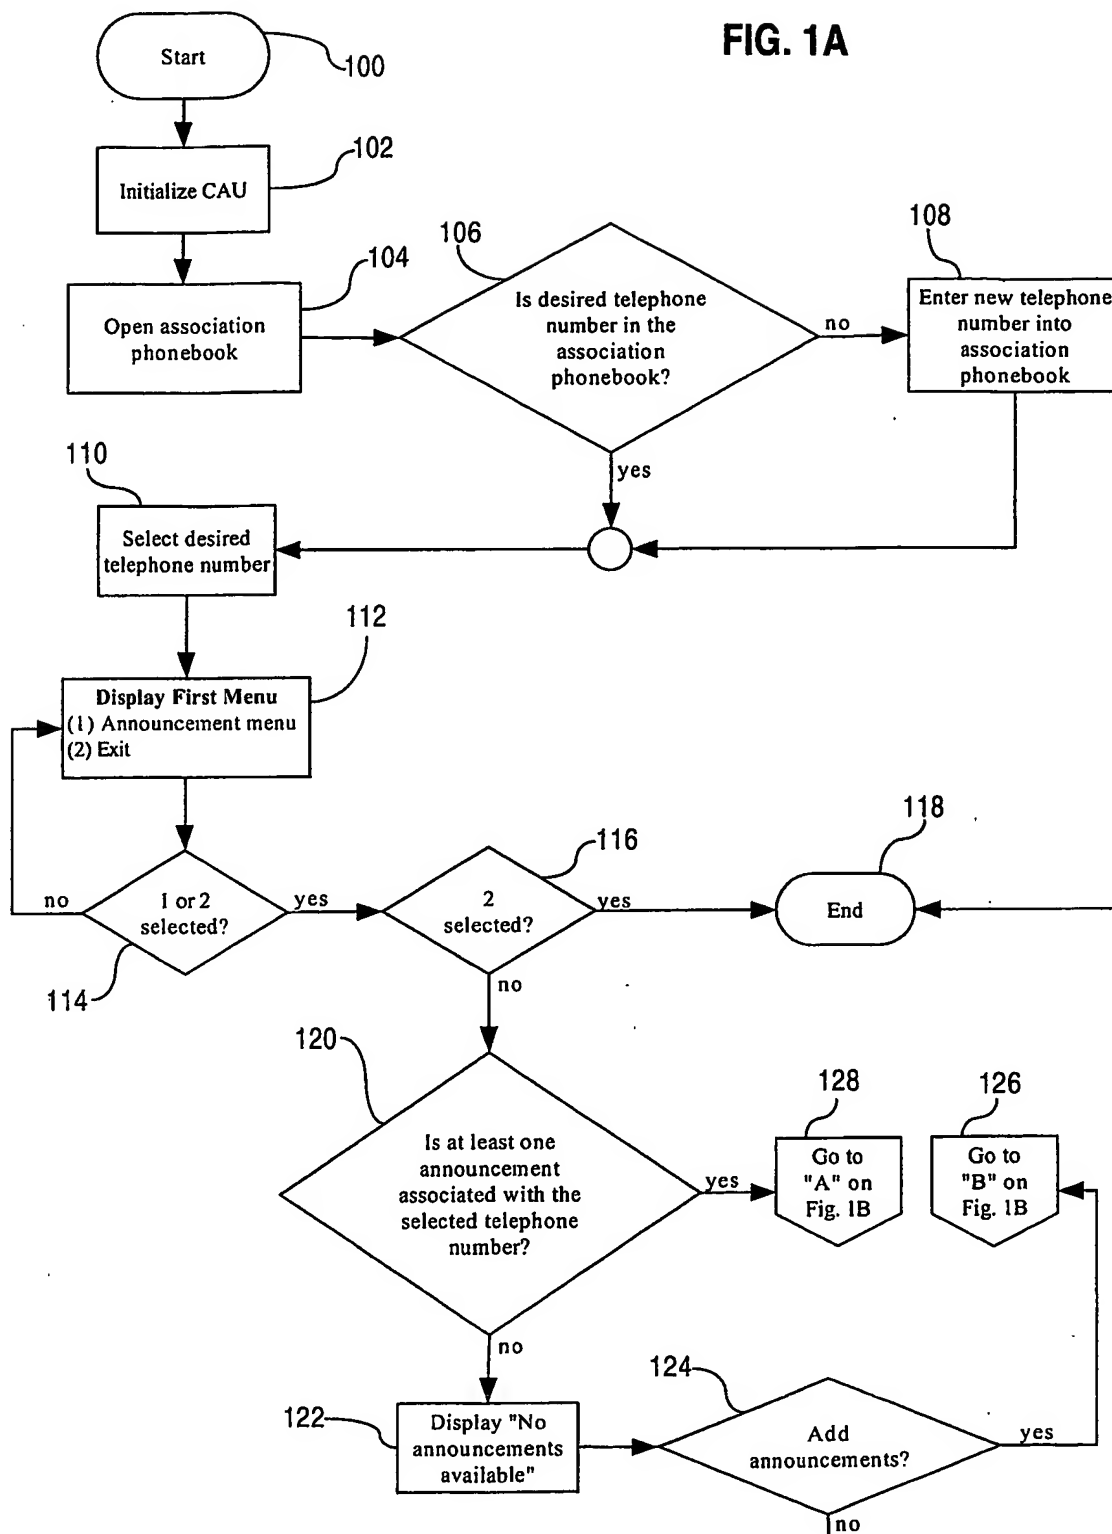 FIG. 1A
Start
100
102
Initialize CAU
104
Open association
phonebook
106
Is desired telephone
number in the
association
phonebook?
no
yes
108
Enter new telephone
number into
association
phonebook
110
Select desired
telephone number
112
Display First Menu
(1) Announcement menu
(2) Exit
no
1 or 2
selected?
yes
114
116
2
selected?
yes
no
118
End
120
Is at least one
announcement
associated with the
selected telephone
number?
yes
no
128
Go to
"A" on
Fig. 1B
126
Go to
"B" on
Fig. 1B
122
Display "No
announcements
available"
124
Add
announcements?
yes
no